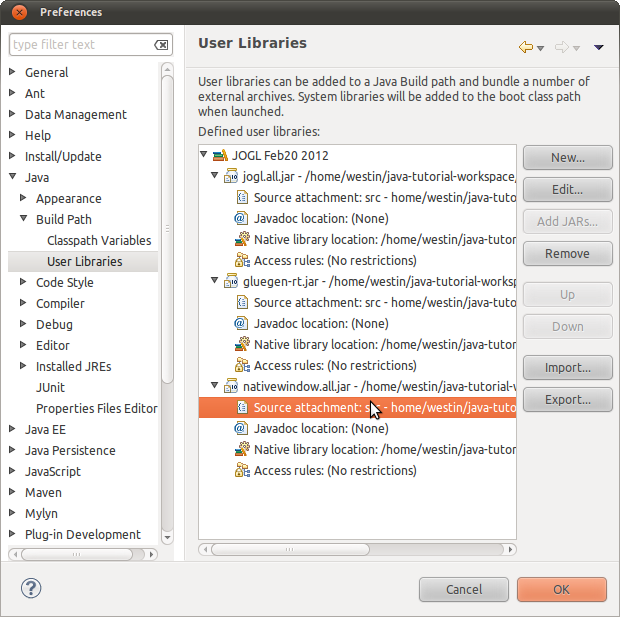 Preferences
type filter text
General
Ant
Data Management
Help
Install/Update
Java
Appearance
Build Path
Classpath Variables
User Libraries
Code Style
Compiler
Debug
Editor
Installed JREs
JUnit
Properties Files Editor
Java EE
Java Persistence
JavaScript
Maven
Mylyn
Plug-in Development
User Libraries
User libraries can be added to a Java Build path and bundle a number of
external archives. System libraries will be added to the boot class path
when launched.
Defined user libraries:
JOGL Feb20 2012
jogl.all.jar - /home/westin/java-tutorial-workspace
Source attachment: src - home/westin/java-tuto
Javadoc location: (None)
Native library location: /home/westin/java-tutor
Access rules: (No restrictions)
gluegen-rt.jar - /home/westin/java-tutorial-worksp
Source attachment: src - home/westin/java-tuto
Javadoc location: (None)
Native library location: /home/westin/java-tutor
Access rules: (No restrictions)
nativewindow.all.jar - /home/westin/java-tutorial-
Source attachment: - home/westin/java-tuto
Javadoc location: (None)
Native library location: /home/westin/java-tutor
Access rules: (No restrictions)
New...
Edit...
Add JARs...
Remove
Up
Down
Import...
Export...
Cancel
OK